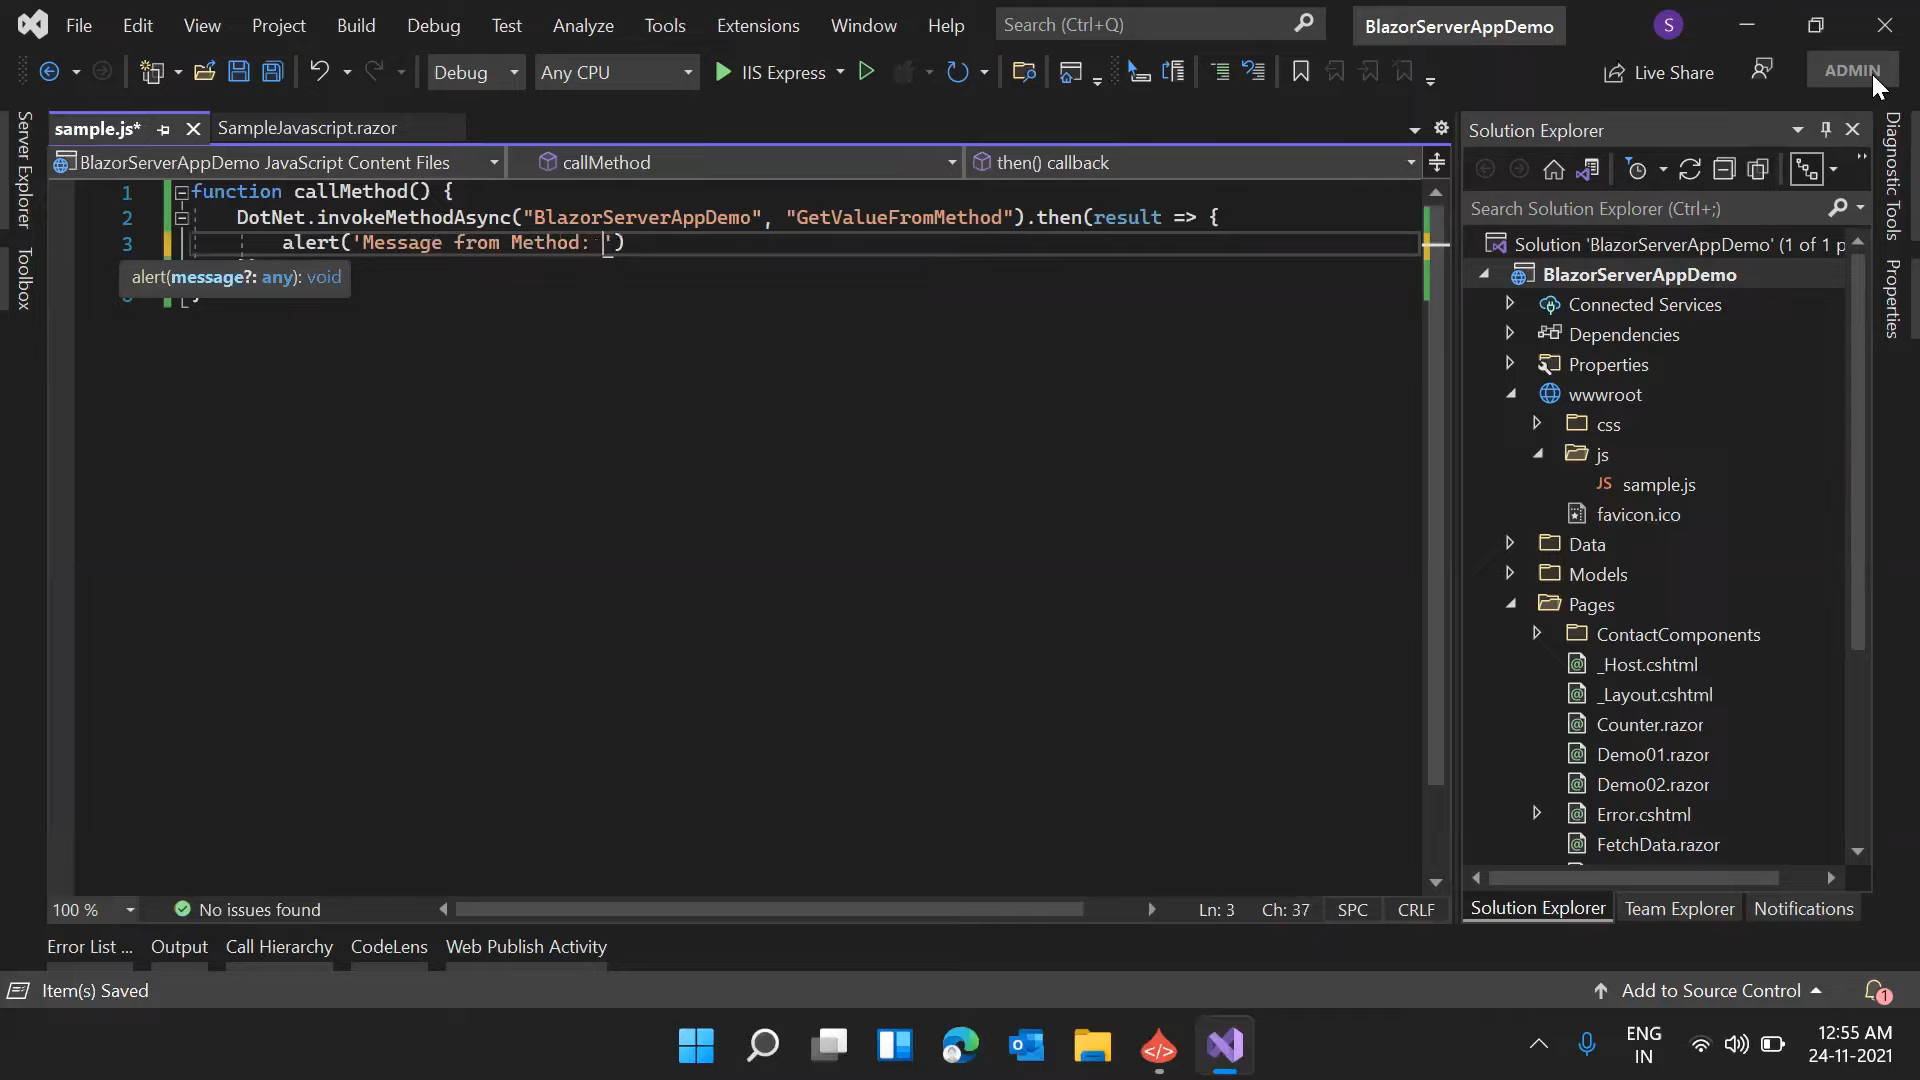 File Edit View Project Build Debug Test Analyze Tools Extensions Window Help Search (Ctrl+Q) BlazorServerAppDemo S
Debug Any CPU IIS Express Live Share ADMIN
Server Explorer
Toolbox
sample.js* SampleJavascript.razor
BlazorServerAppDemo JavaScript Content Files callMethod then() callback
1 function callMethod() {
2 DotNet.invokeMethodAsync("BlazorServerAppDemo", "GetValueFromMethod").then(result => {
3 alert('Message from Method: ')
alert(message?: any): void
100 % No issues found Ln: 3 Ch: 37 SPC CRLF
Solution Explorer
Search Solution Explorer (Ctrl+;)
Solution 'BlazorServerAppDemo' (1 of 1 p
BlazorServerAppDemo
Connected Services
Dependencies
Properties
wwwroot
css
js
JS sample.js
favicon.ico
Data
Models
Pages
ContactComponents
_Host.cshtml
_Layout.cshtml
Counter.razor
Demo01.razor
Demo02.razor
Error.cshtml
FetchData.razor
Solution Explorer Team Explorer Notifications
Diagnostic Tools
Properties
Error List ... Output Call Hierarchy CodeLens Web Publish Activity
Item(s) Saved Add to Source Control 1
ENG
IN
12:55 AM
24-11-2021